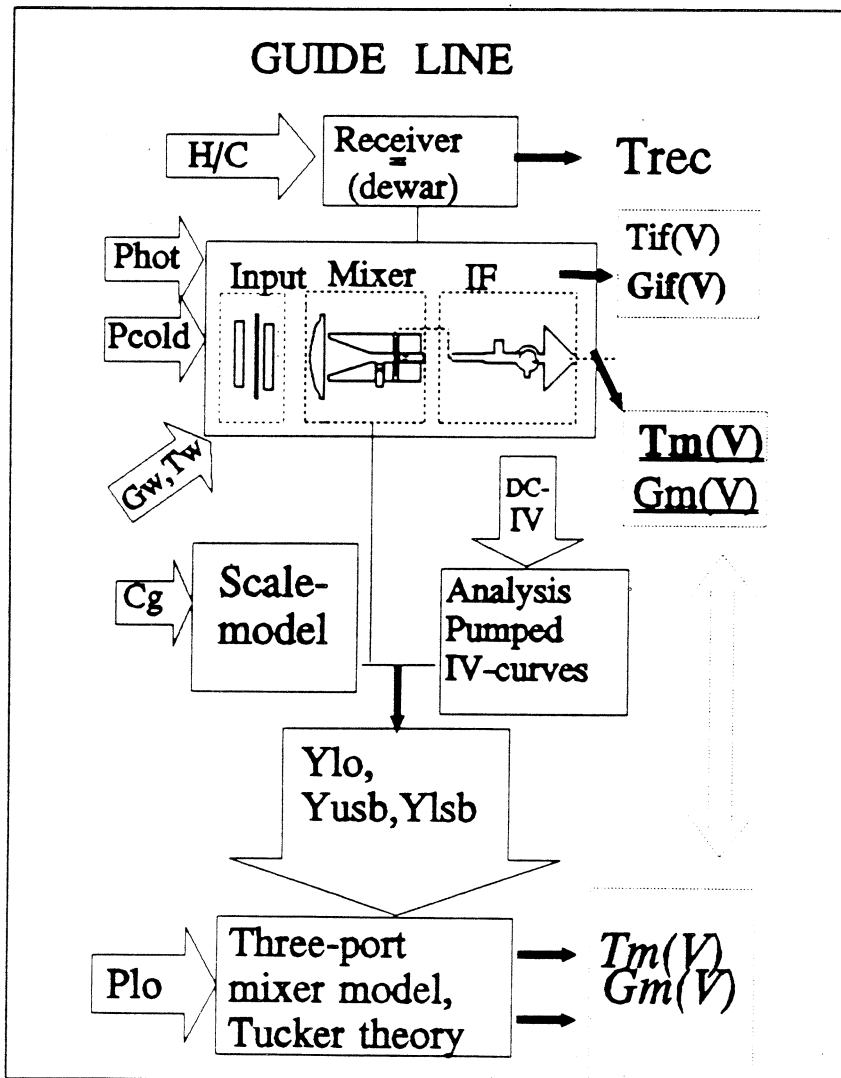 GUIDE LINE
H/C
Receiver
=
(dewar)
Trec
Phot
Pcold
Gw, Tw
Input Mixer IF
Tif(V)
Gif(V)
Tm(V)
Gm(V)
DC-
IV
Cg
Scale-
model
Analysis
Pumped
IV-curves
Ylo,
Yusb, Ylsb
Plo
Three-port
mixer model,
Tucker theory
Tm(V)
Gm(V)